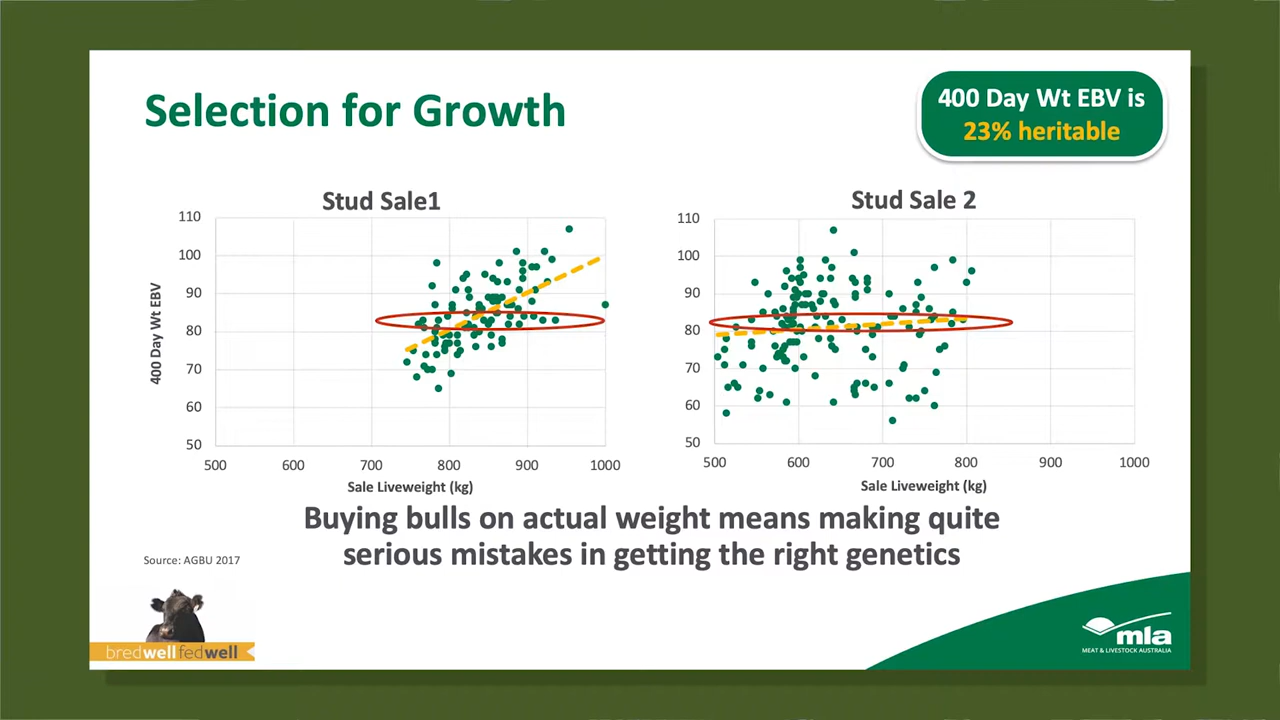 Selection for Growth
400 Day Wt EBV is
23% heritable
Stud Sale1
110
100
90
80
70
60
50
400 Day Wt EBV
500 600 700 800 900 1000
Sale Liveweight (kg)
Stud Sale 2
110
100
90
80
70
60
50
500 600 700 800 900 1000
Sale Liveweight (kg)
Buying bulls on actual weight means making quite
serious mistakes in getting the right genetics
Source: AGBU 2017
bredwellfedwell
mla
MEAT & LIVESTOCK AUSTRALIA